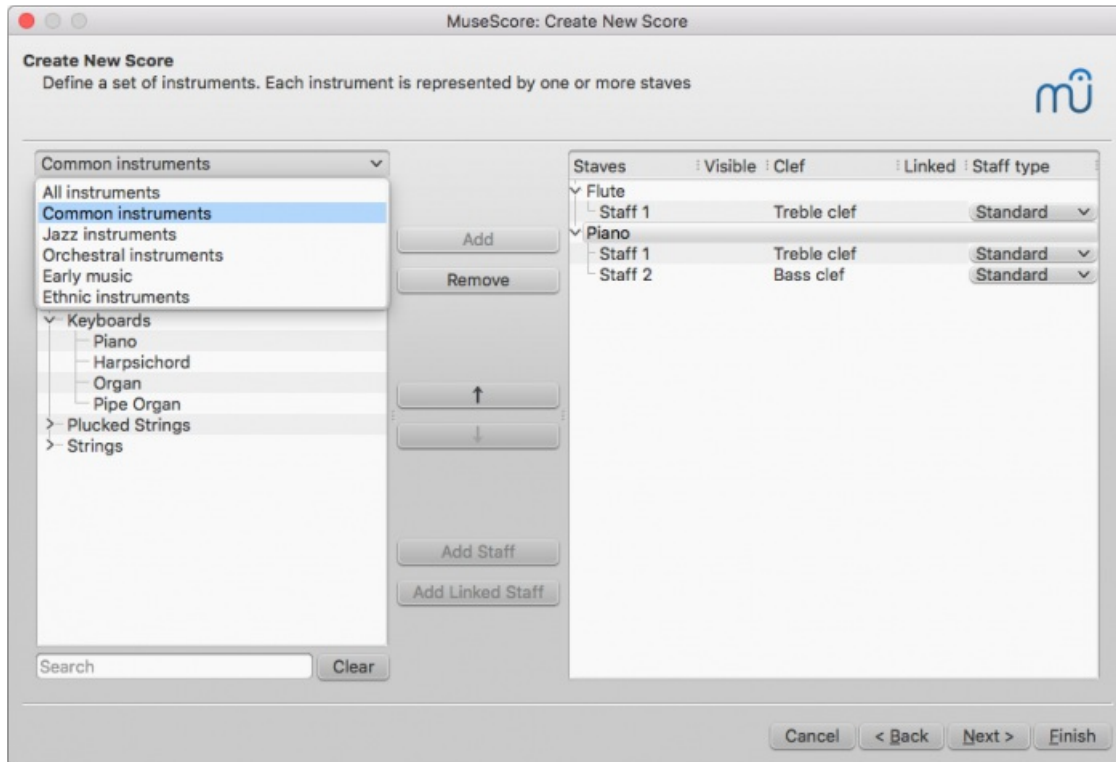 MuseScore: Create New Score
Create New Score
Define a set of instruments. Each instrument is represented by one or more staves
mu
Common instruments
All instruments
Common instruments
Jazz instruments
Orchestral instruments
Early music
Ethnic instruments
Keyboards
Piano
Harpsichord
Organ
Pipe Organ
Plucked Strings
Strings
Search
Clear
Add
Remove
↑
↓
Add Staff
Add Linked Staff
Staves Visible Clef Linked Staff type
Flute
Staff 1 Treble clef Standard
Piano
Staff 1 Treble clef Standard
Staff 2 Bass clef Standard
Cancel < Back Next > Finish